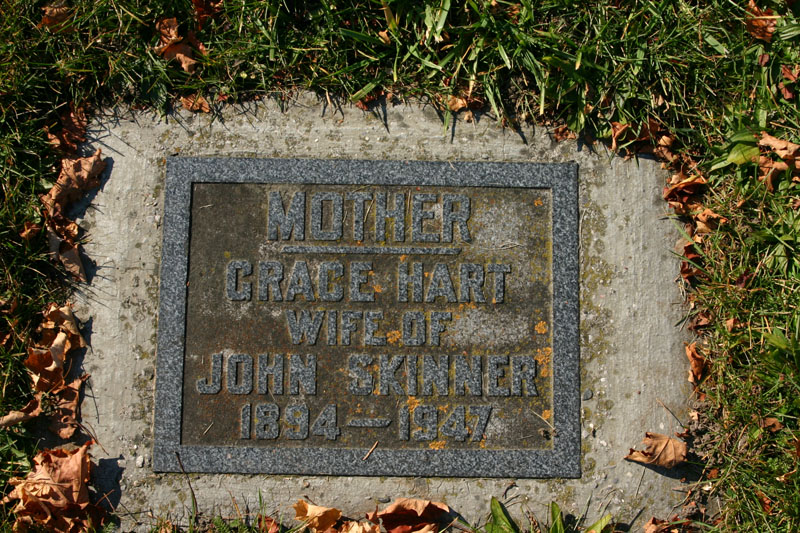 MOTHER
GRACE HART
WIFE OF
JOHN SKINNER
1894—1947